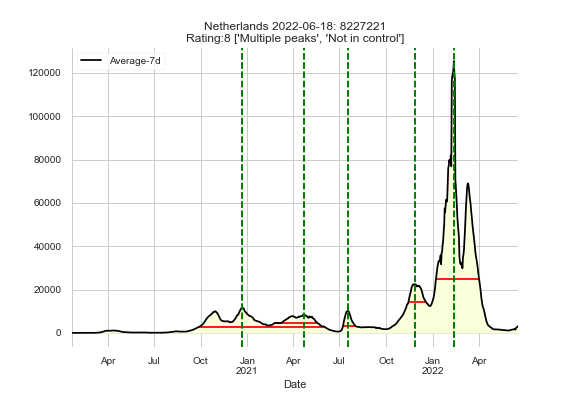 Netherlands 2022-06-18: 8227221
Rating:8 ['Multiple peaks', 'Not in control']
Average-7d
120000
100000
80000
60000
40000
20000
0
Apr Jul Oct Jan Apr Jul Oct Jan Apr
2021 2022
Date